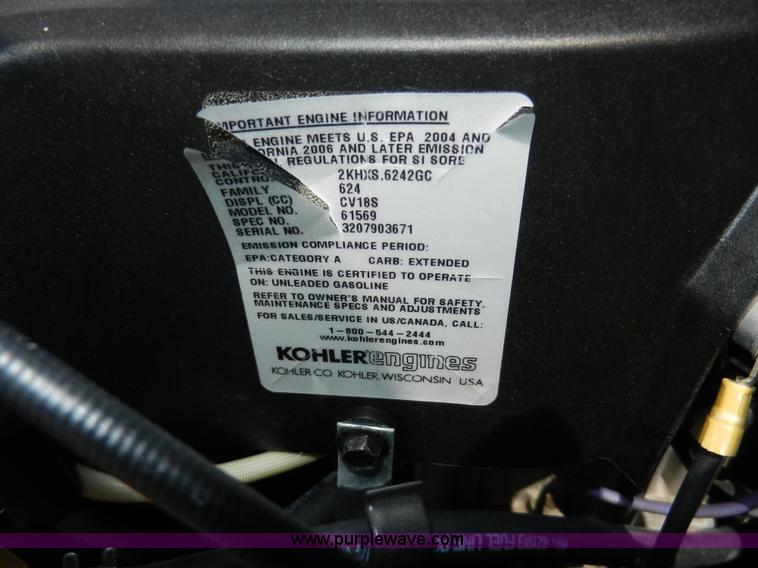 IMPORTANT ENGINE INFORMATION
ENGINE MEETS U.S. EPA 2004 AND
CALIFORNIA 2006 AND LATER EMISSION
REGULATIONS FOR SI SORE
FAMILY 2KHXS.6242GC
DISPL (CC) 624
MODEL NO. CV18S
SPEC NO. 61569
SERIAL NO. 3207903671
EMISSION COMPLIANCE PERIOD:
EPA:CATEGORY A CARB: EXTENDED
THIS ENGINE IS CERTIFIED TO OPERATE
ON: UNLEADED GASOLINE
REFER TO OWNER'S MANUAL FOR SAFETY,
MAINTENANCE SPECS AND ADJUSTMENTS
FOR SALES/SERVICE IN US/CANADA, CALL:
1-800-544-2444
www.kohlerengines.com
KOHLERengines
KOHLER CO. KOHLER, WISCONSIN USA
FUEL LINE
www.purplewave.com